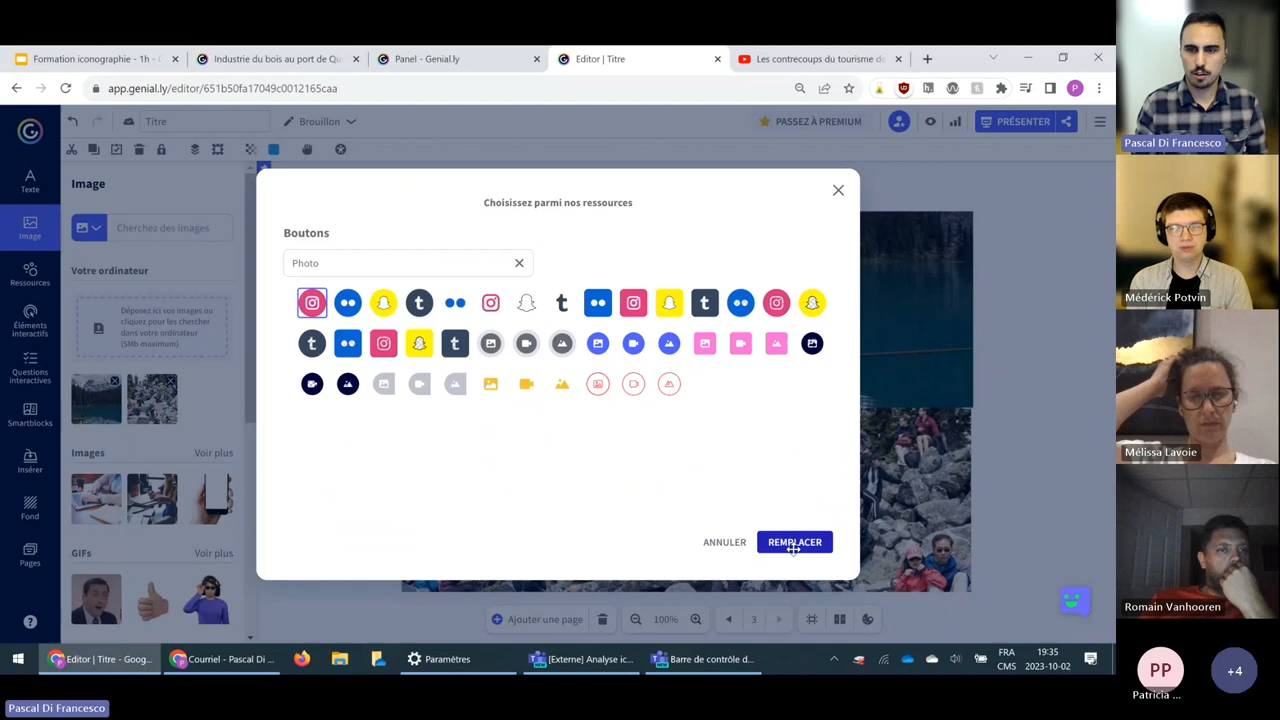 Formation iconographie - 1h - G
Industrie du bois au port de Qu
Panel - Genial.ly
Editor | Titre
Les contrecoups du tourisme de
app.genial.ly/editor/651b50fa17049c0012165caa
P
Titre
Brouillon
PASSEZ À PREMIUM
PRÉSENTER
Texte
Image
Ressources
Éléments
interactifs
Questions
interactives
Smartblocks
Insérer
Fond
Pages
Image
Cherchez des images
Votre ordinateur
Déposez ici vos images ou
cliquez pour les chercher
dans votre ordinateur
(5Mb maximum)
Images
Voir plus
GIFs
Voir plus
Choisissez parmi nos ressources
Boutons
Photo
ANNULER
REMPLACER
Ajouter une page
100%
3
Editor | Titre - Goog...
Courriel - Pascal Di ...
Paramètres
[Externe] Analyse ic...
Barre de contrôle d...
FRA
CMS
19:35
2023-10-02
Pascal Di Francesco
Pascal Di Francesco
Médérick Potvin
Mélissa Lavoie
Romain Vanhooren
PP
Patricia ...
+4